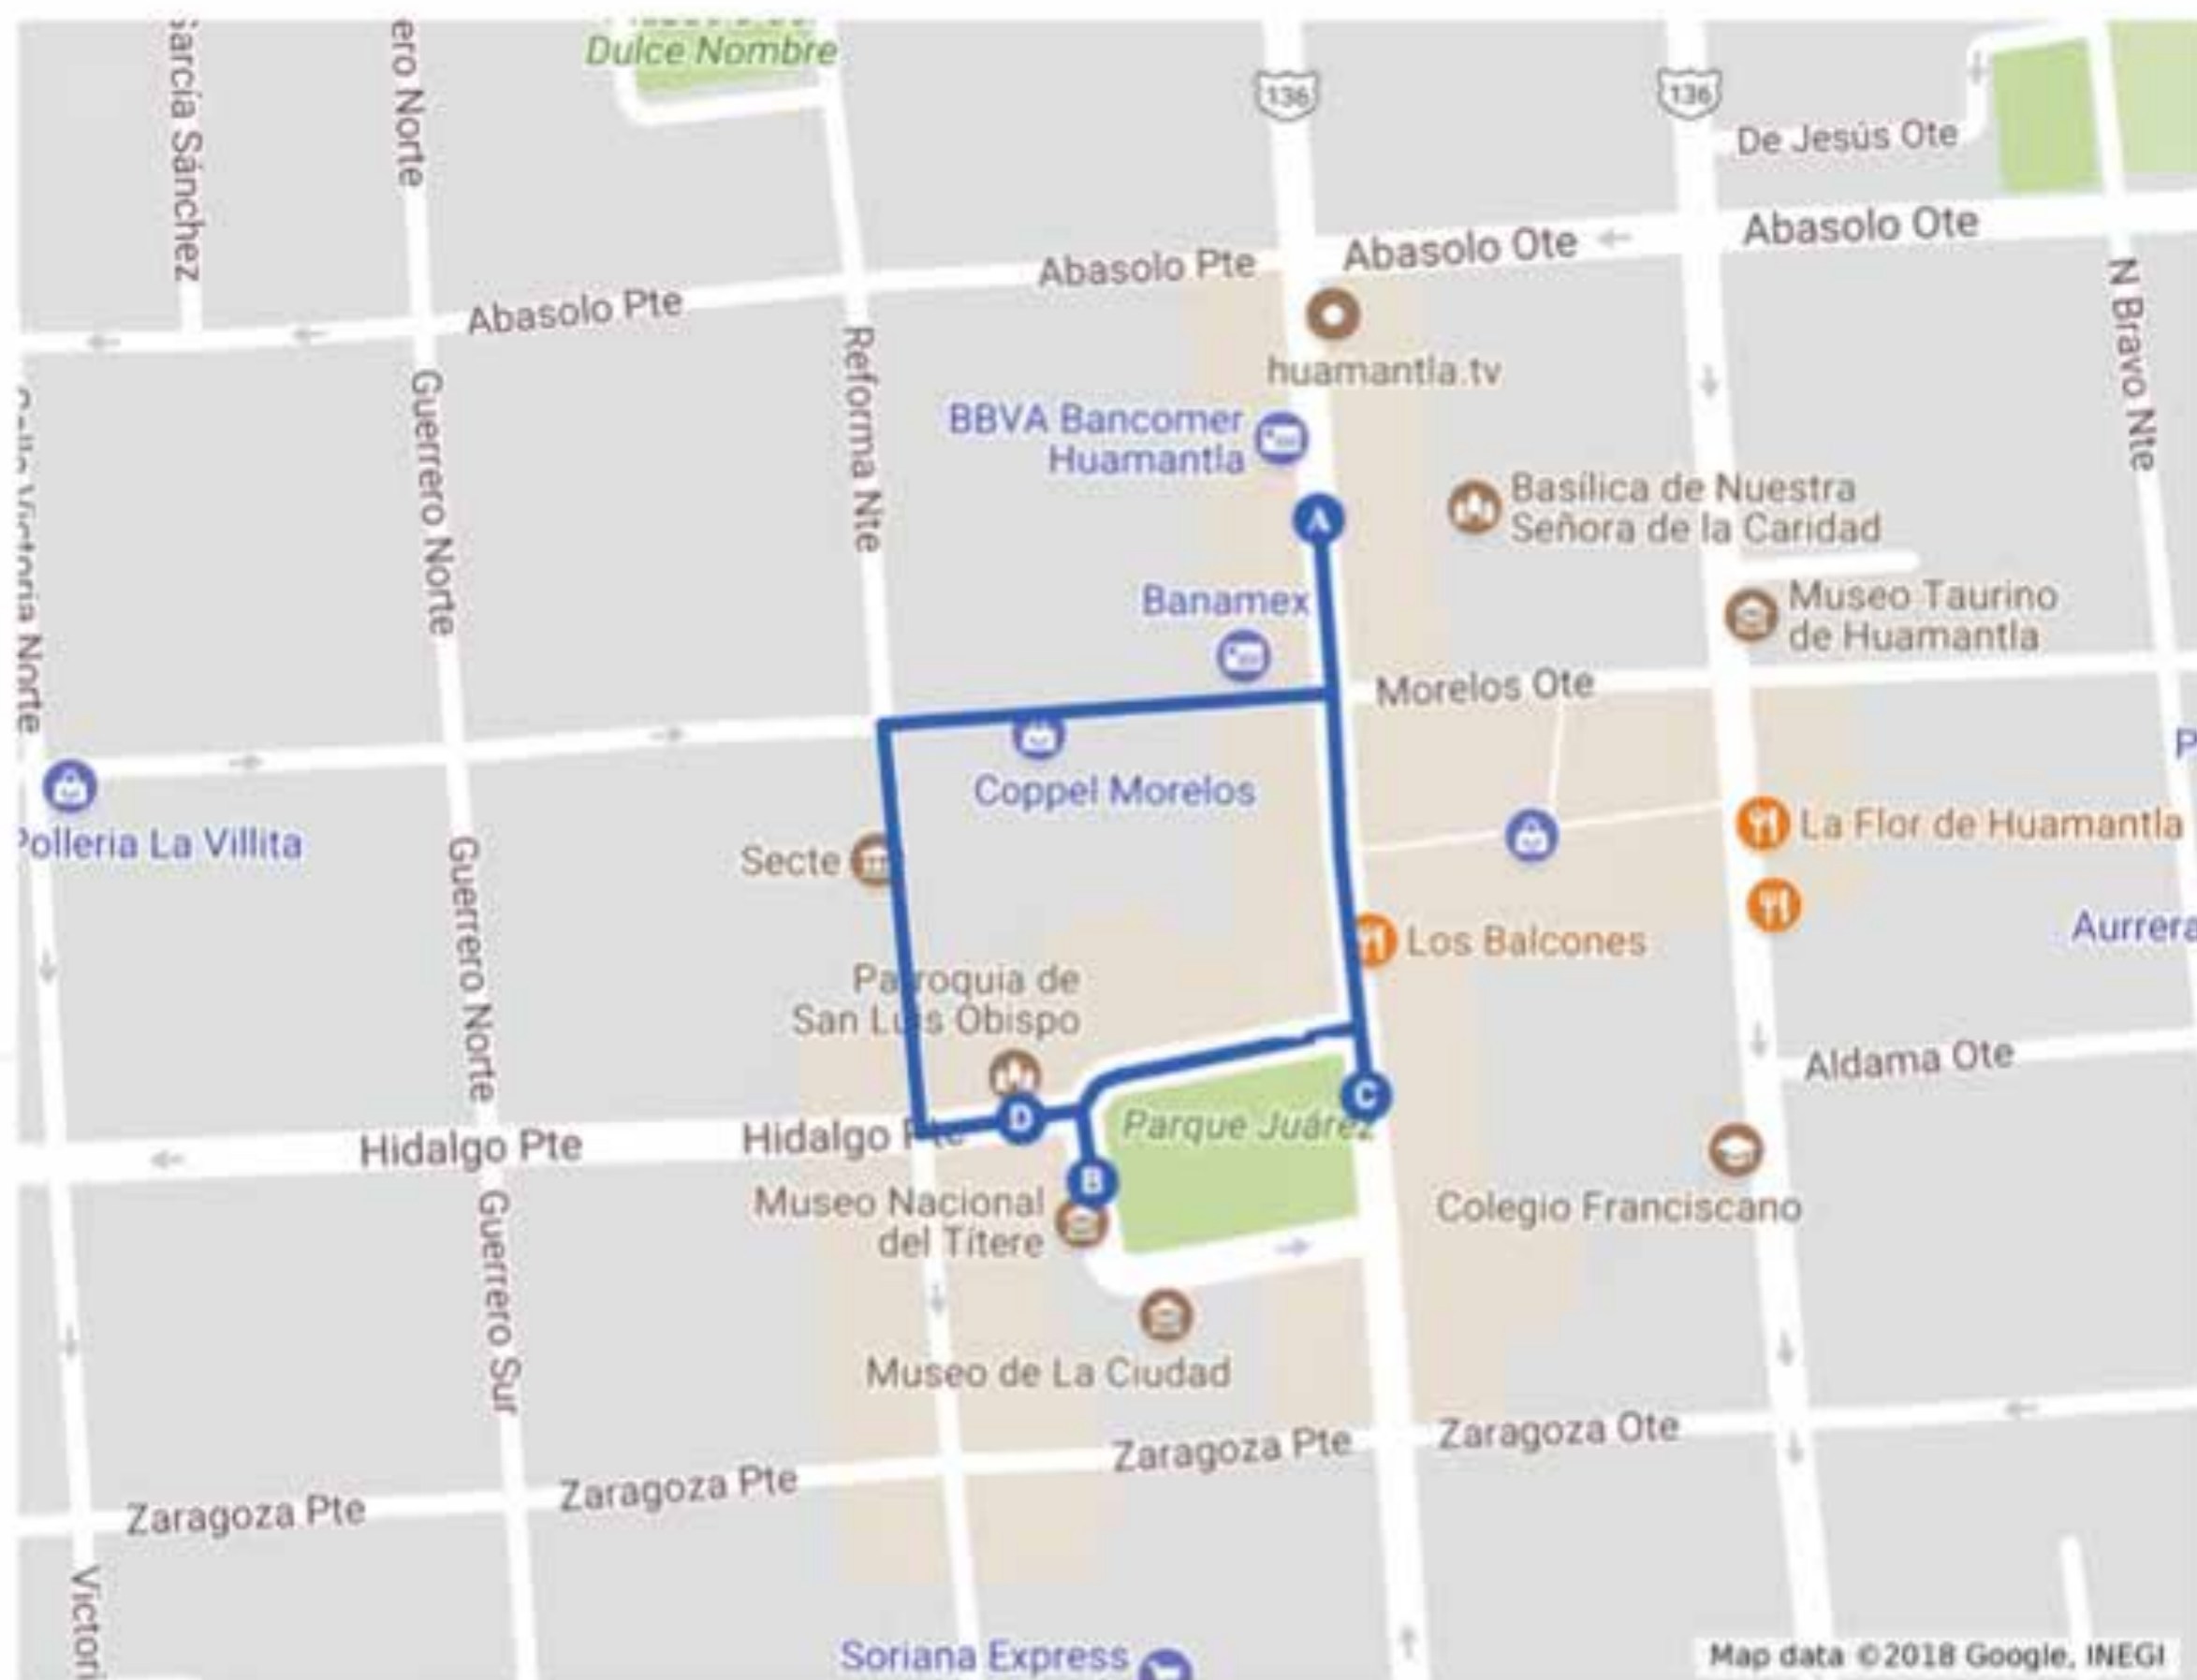 García Sánchez
ero Norte
Dulce Nombre
136
136
De Jesús Ote
Abasolo Ote
Abasolo Ote
Abasolo Pte
Abasolo Pte
N Bravo Nte
huamantla.tv
Reforma Nte
Guerrero Norte
BBVA Bancomer
Huamantla
A
Basílica de Nuestra
Señora de la Caridad
Victoria Norte
Banamex
Museo Taurino
de Huamantla
Morelos Ote
P
Coppel Morelos
La Flor de Huamantla
Polleria La Villita
Secte
Guerrero Norte
Los Balcones
Aurrera
Parroquia de
San Luis Obispo
Aldama Ote
C
D
Parque Juárez
Hidalgo Pte
Hidalgo Pte
B
Museo Nacional
del Títere
Colegio Franciscano
Guerrero Sur
Museo de La Ciudad
Zaragoza Ote
Zaragoza Pte
Zaragoza Pte
Zaragoza Pte
Victori
Soriana Express
Map data ©2018 Google, INEGI